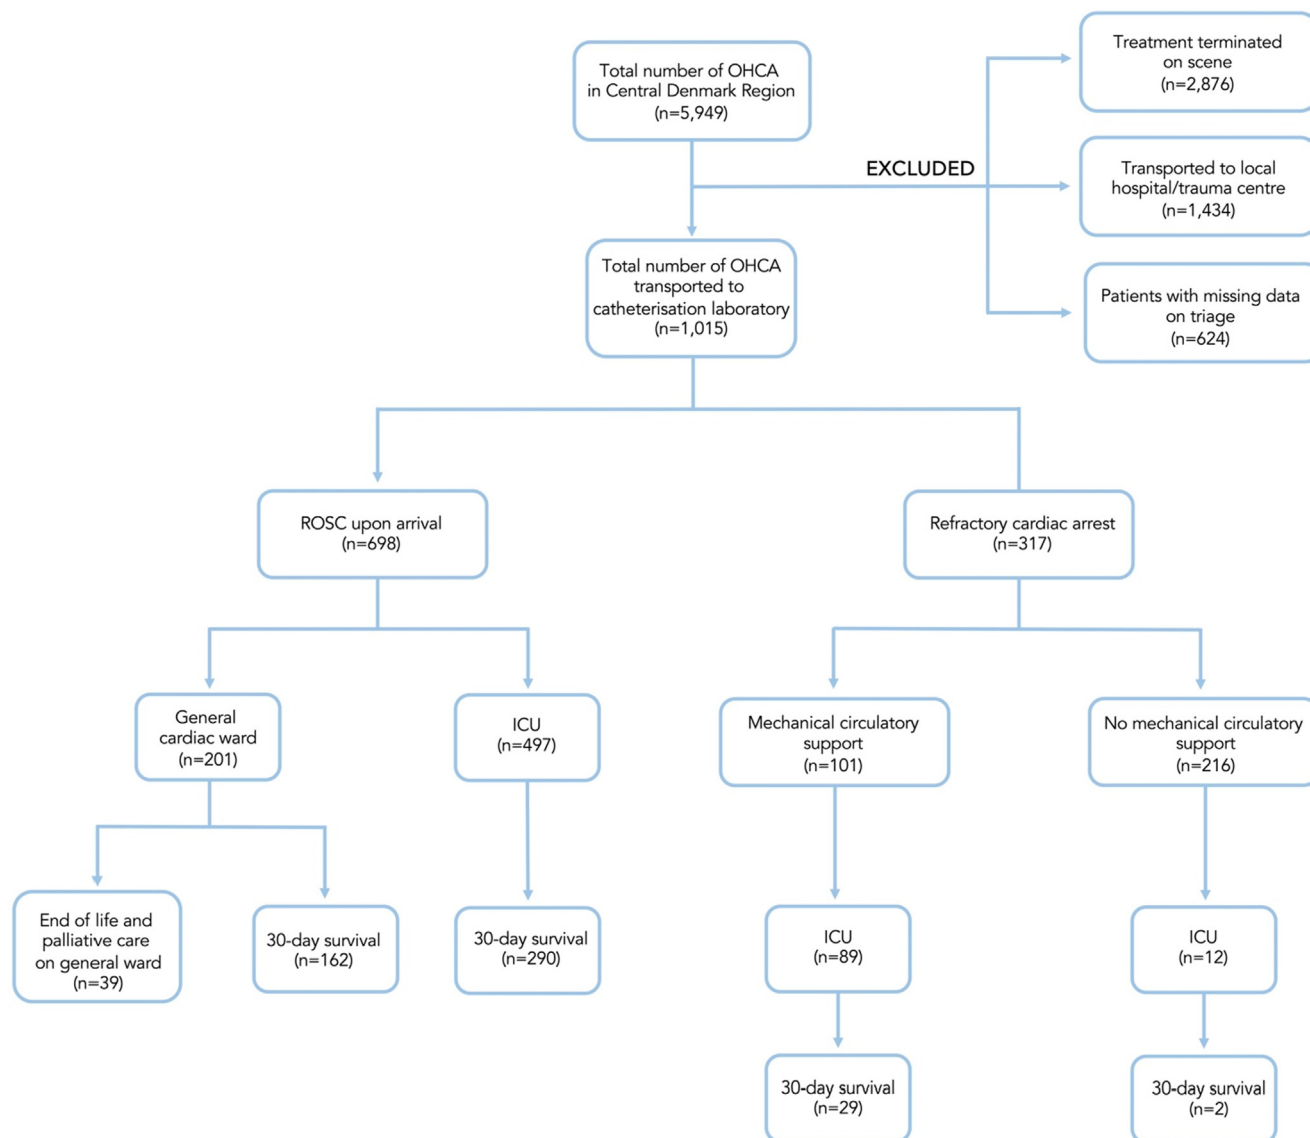 Total number of OHCA
in Central Denmark Region
(n=5,949)
EXCLUDED
Treatment terminated
on scene
(n=2,876)
Transported to local
hospital/trauma centre
(n=1,434)
Patients with missing data
on triage
(n=624)
Total number of OHCA
transported to
catheterisation laboratory
(n=1,015)
ROSC upon arrival
(n=698)
Refractory cardiac arrest
(n=317)
General
cardiac ward
(n=201)
ICU
(n=497)
Mechanical circulatory
support
(n=101)
No mechanical circulatory
support
(n=216)
End of life and
palliative care
on general ward
(n=39)
30-day survival
(n=162)
30-day survival
(n=290)
ICU
(n=89)
ICU
(n=12)
30-day survival
(n=29)
30-day survival
(n=2)